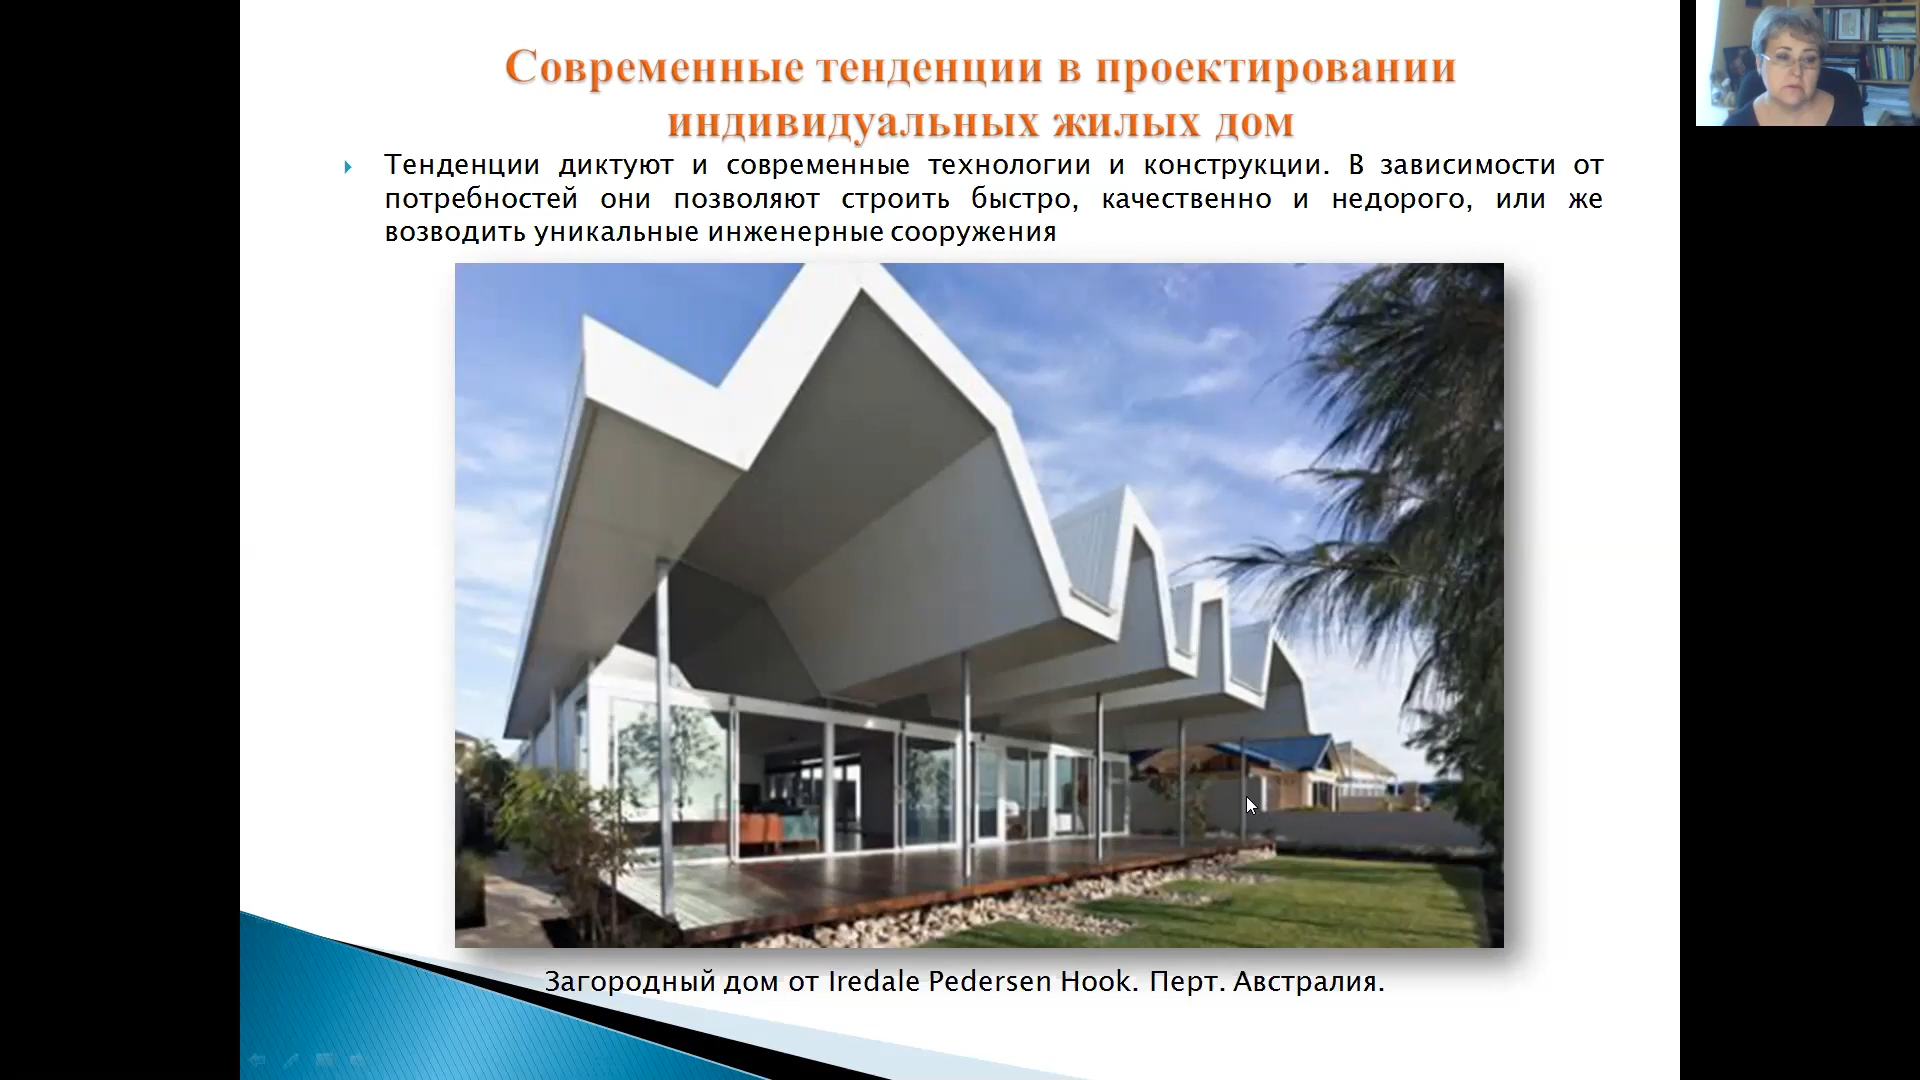 Современные тенденции в проектировании
индивидуальных жилых дом
Тенденции диктуют и современные технологии и конструкции. В зависимости от
потребностей они позволяют строить быстро, качественно и недорого, или же
возводить уникальные инженерные сооружения
Загородный дом от Iredale Pedersen Hook. Перт. Австралия.